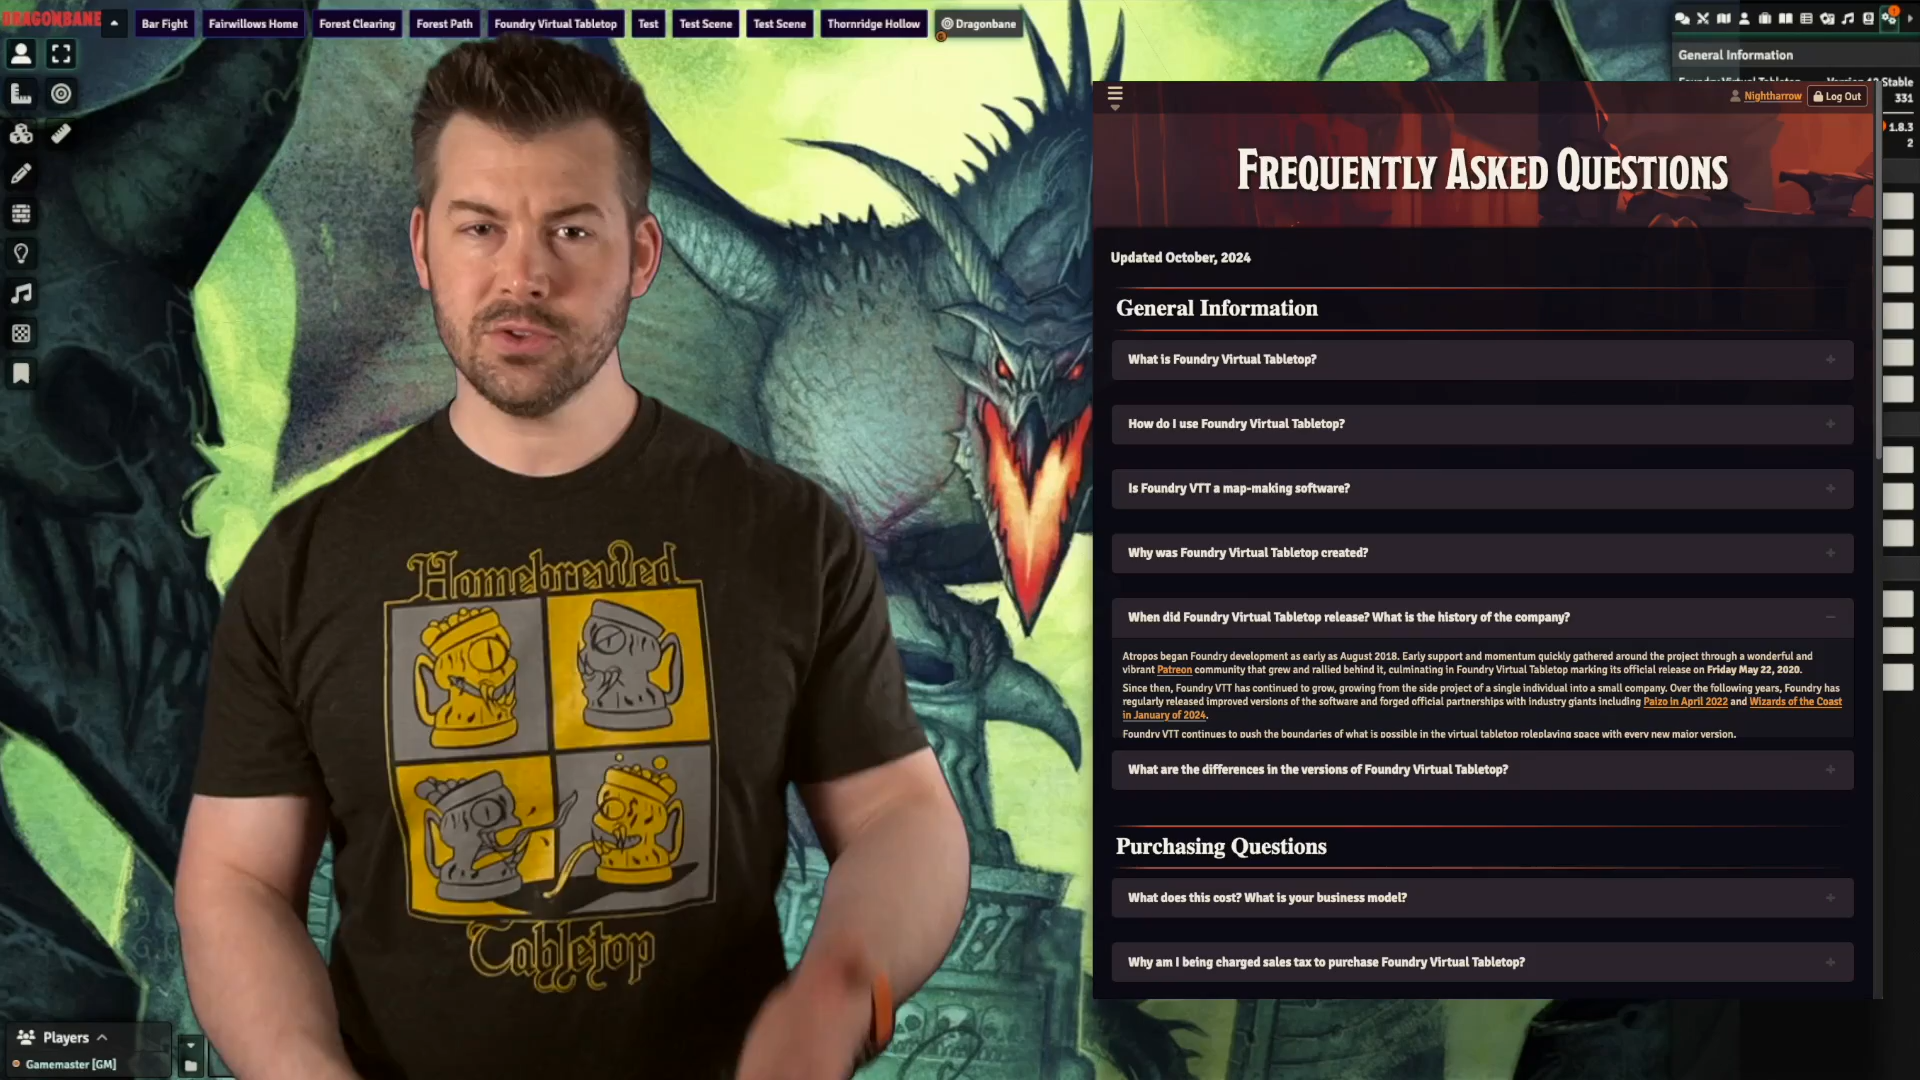 DRAGONBANE
Bar Fight
Fairwillows Home
Forest Clearing
Forest Path
Foundry Virtual Tabletop
Test
Test Scene
Test Scene
Thornridge Hollow
Dragonbane
General Information
Stable
331
1.8.3
2
Nightharrow
Log Out
FREQUENTLY ASKED QUESTIONS
Updated October, 2024
General Information
What is Foundry Virtual Tabletop?
How do I use Foundry Virtual Tabletop?
Is Foundry VTT a map-making software?
Why was Foundry Virtual Tabletop created?
When did Foundry Virtual Tabletop release? What is the history of the company?
Atropos began Foundry development as early as August 2018. Early support and momentum quickly gathered around the project through a wonderful and
vibrant Patreon community that grew and rallied behind it, culminating in Foundry Virtual Tabletop marking its official release on Friday May 22, 2020.
Since then, Foundry VTT has continued to grow, growing from the side project of a single individual into a small company. Over the following years, Foundry has
regularly released improved versions of the software and forged official partnerships with industry giants including Paizo in April 2022 and Wizards of the Coast
in January of 2024.
Foundry VTT continues to push the boundaries of what is possible in the virtual tabletop roleplaying space with every new major version.
What are the differences in the versions of Foundry Virtual Tabletop?
Purchasing Questions
What does this cost? What is your business model?
Why am I being charged sales tax to purchase Foundry Virtual Tabletop?
Homebrewed
Tabletop
Players
Gamemaster [GM]